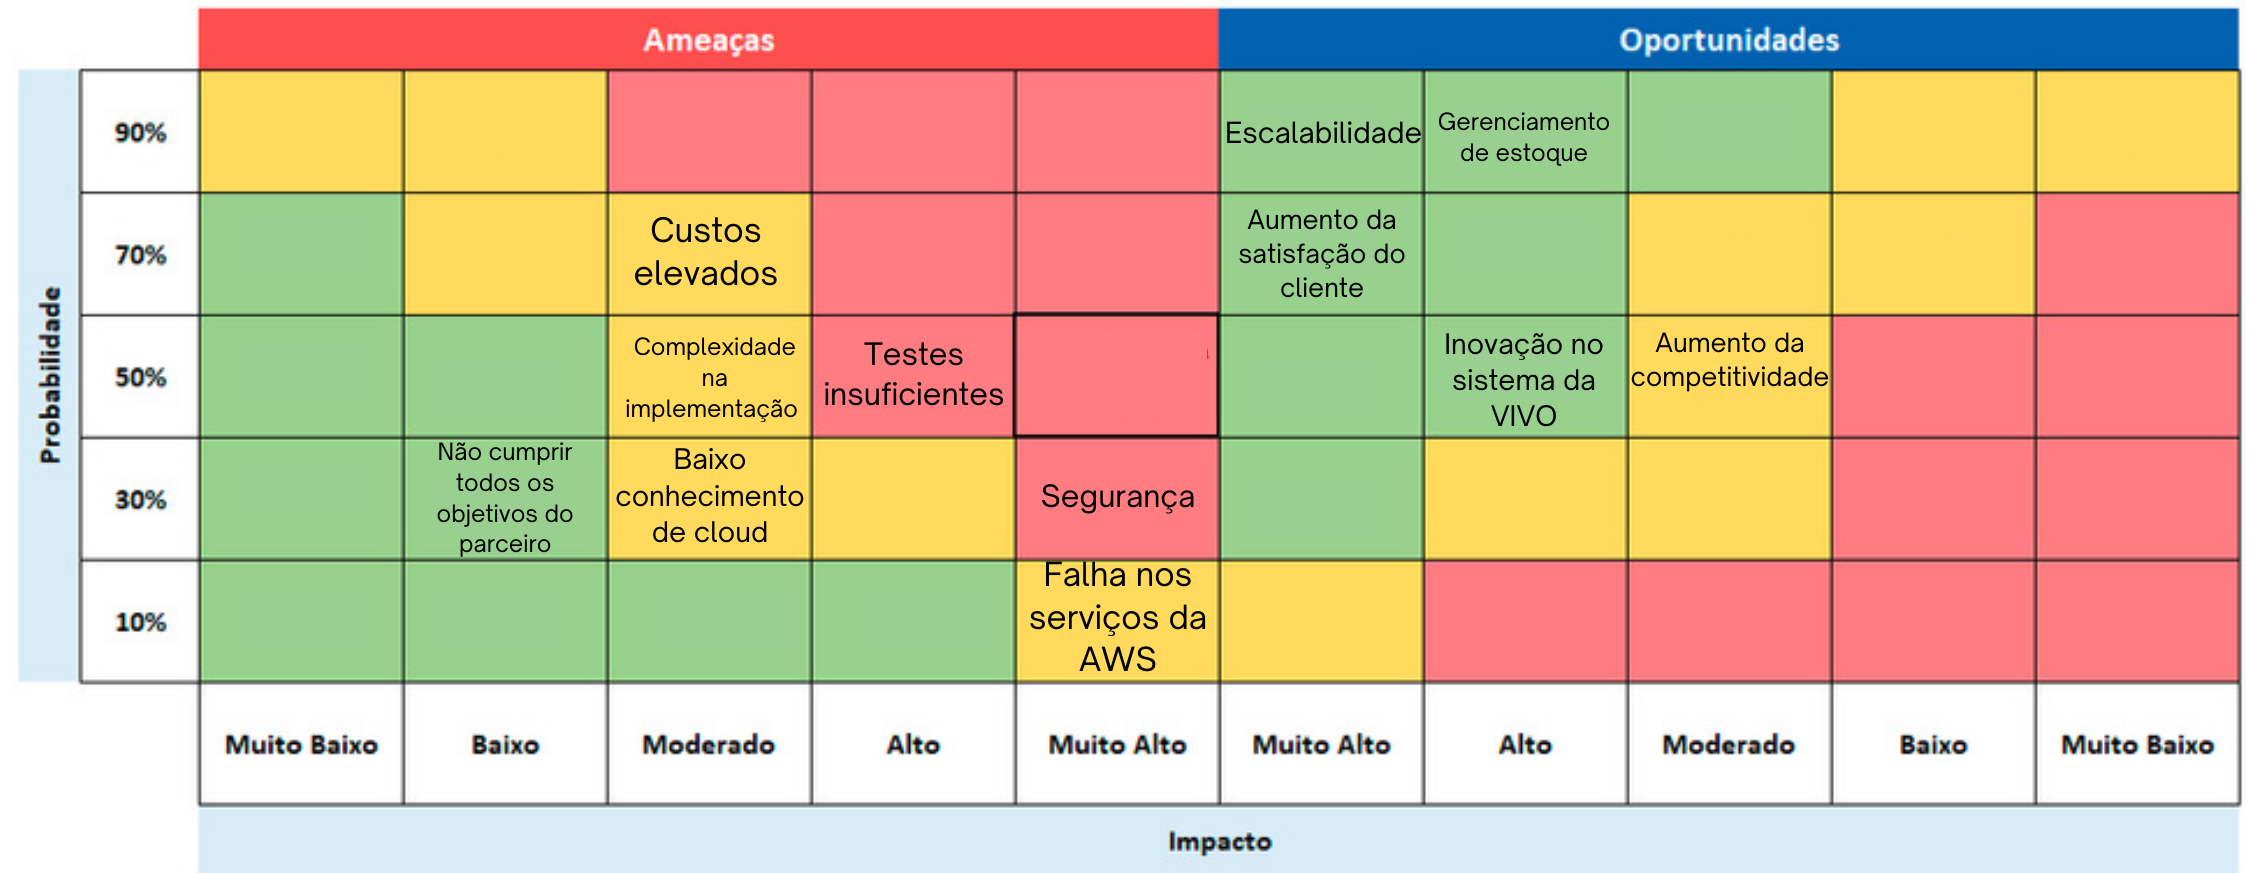 Ameaças
Oportunidades
Probabilidade
90%
Escalabilidade
Gerenciamento
de estoque
70%
Custos
elevados
Aumento da
satisfação do
cliente
50%
Complexidade
na
implementação
Testes
insuficientes
Inovação no
sistema da
VIVO
Aumento da
competitividade
30%
Não cumprir
todos os
objetivos do
parceiro
Baixo
conhecimento
de cloud
Segurança
10%
Falha nos
serviços da
AWS
Muito Baixo
Baixo
Moderado
Alto
Muito Alto
Muito Alto
Alto
Moderado
Baixo
Muito Baixo
Impacto